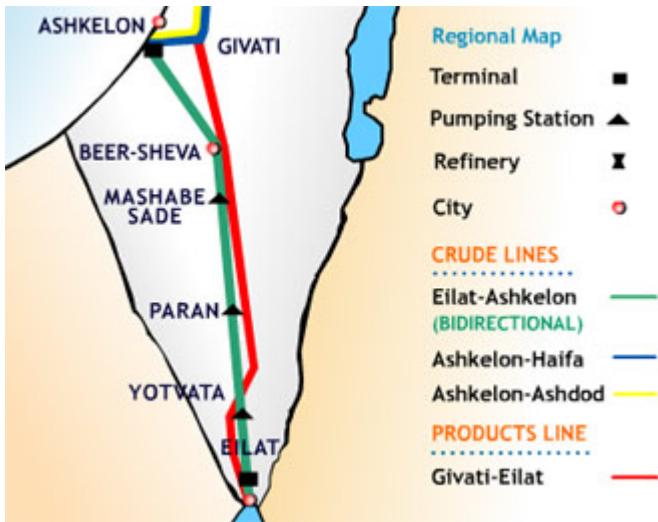 ASHKELON
GIVATI
BEER-SHEVA
MASHABE
SADE
PARAN
YOTVATA
EILAT
Regional Map
Terminal
Pumping Station
Refinery
City
CRUDE LINES
Eilat-Ashkelon
(BIDIRECTIONAL)
Ashkelon-Haifa
Ashkelon-Ashdod
PRODUCTS LINE
Givati-Eilat